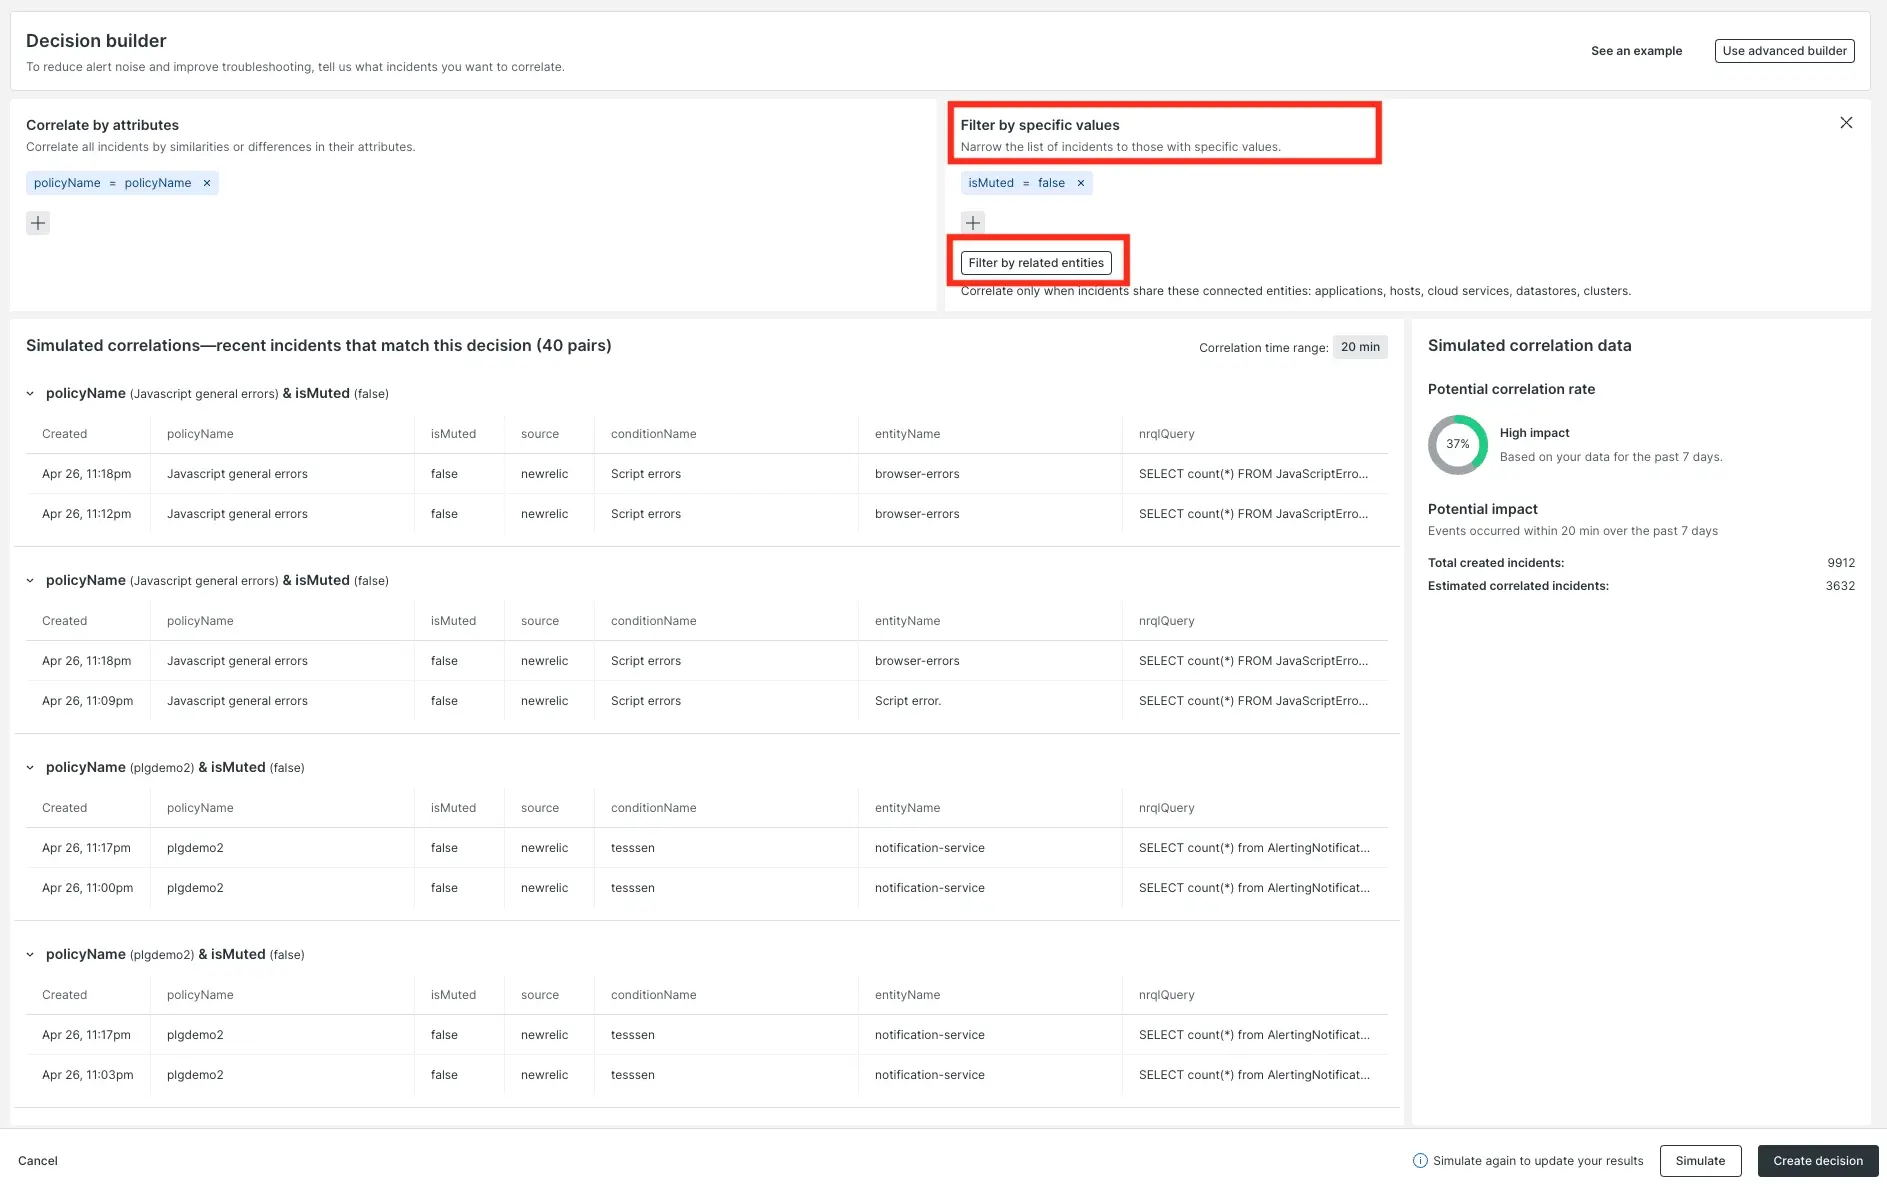 Decision builder
To reduce alert noise and improve troubleshooting, tell us what incidents you want to correlate.
See an example
Use advanced builder
Correlate by attributes
Correlate all incidents by similarities or differences in their attributes.
policyName = policyName ×
Filter by specific values
Narrow the list of incidents to those with specific values.
isMuted = false ×
Filter by related entities
Correlate only when incidents share these connected entities: applications, hosts, cloud services, datastores, clusters.
Simulated correlations—recent incidents that match this decision (40 pairs)
Correlation time range: 20 min
policyName (Javascript general errors) & isMuted (false)
Created policyName isMuted source conditionName entityName nrqlQuery
Apr 26, 11:18pm Javascript general errors false newrelic Script errors browser-errors SELECT count(*) FROM JavaScriptErro...
Apr 26, 11:12pm Javascript general errors false newrelic Script errors browser-errors SELECT count(*) FROM JavaScriptErro...
policyName (Javascript general errors) & isMuted (false)
Created policyName isMuted source conditionName entityName nrqlQuery
Apr 26, 11:18pm Javascript general errors false newrelic Script errors browser-errors SELECT count(*) FROM JavaScriptErro...
Apr 26, 11:09pm Javascript general errors false newrelic Script errors Script error. SELECT count(*) FROM JavaScriptErro...
policyName (plgdemo2) & isMuted (false)
Created policyName isMuted source conditionName entityName nrqlQuery
Apr 26, 11:17pm plgdemo2 false newrelic tesssen notification-service SELECT count(*) from AlertingNotificat...
Apr 26, 11:00pm plgdemo2 false newrelic tesssen notification-service SELECT count(*) from AlertingNotificat...
policyName (plgdemo2) & isMuted (false)
Created policyName isMuted source conditionName entityName nrqlQuery
Apr 26, 11:17pm plgdemo2 false newrelic tesssen notification-service SELECT count(*) from AlertingNotificat...
Apr 26, 11:03pm plgdemo2 false newrelic tesssen notification-service SELECT count(*) from AlertingNotificat...
Simulated correlation data
Potential correlation rate
37%
High impact
Based on your data for the past 7 days.
Potential impact
Events occurred within 20 min over the past 7 days
Total created incidents: 9912
Estimated correlated incidents: 3632
Cancel
Simulate again to update your results
Simulate
Create decision